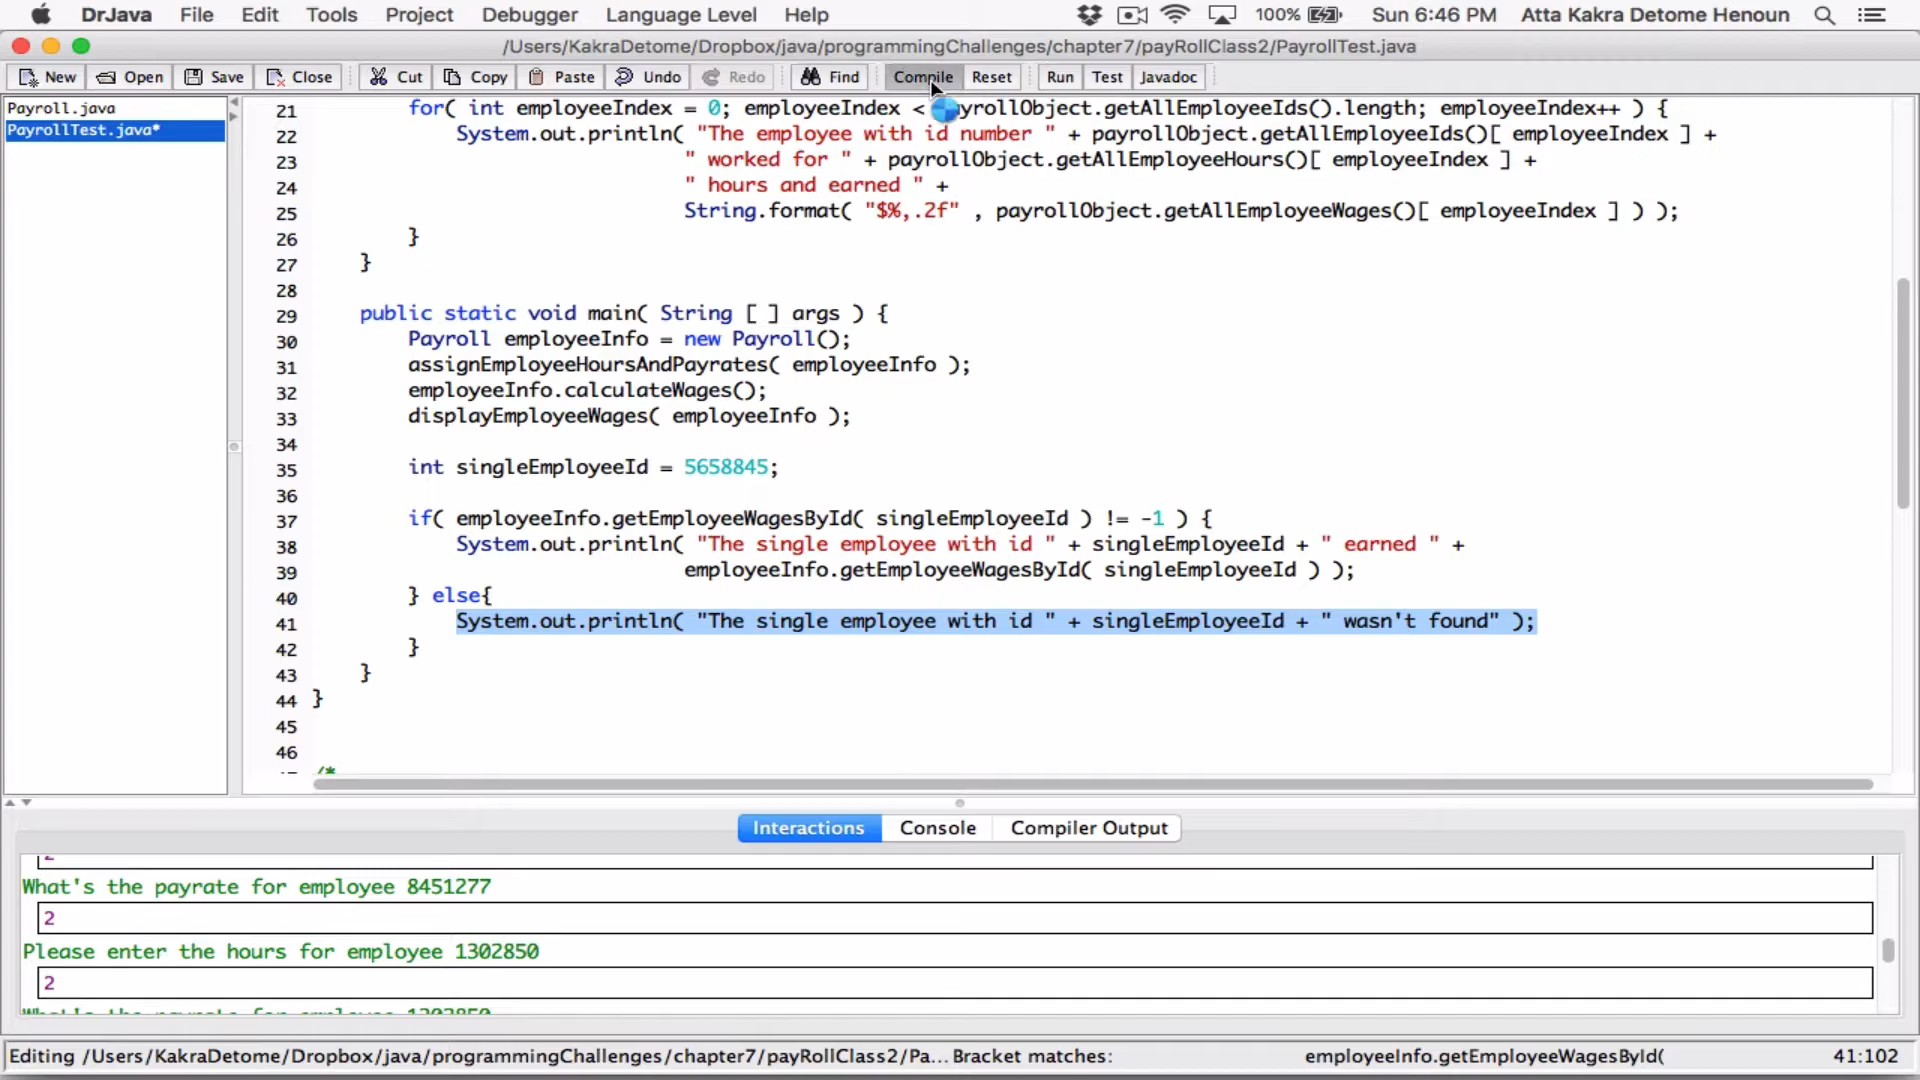 DrJava File Edit Tools Project Debugger Language Level Help 100% Sun 6:46 PM Atta Kakra Detome Henoun
/Users/KakraDetome/Dropbox/java/programmingChallenges/chapter7/payRollClass2/PayrollTest.java
New Open Save Close Cut Copy Paste Undo Redo Find Compile Reset Run Test Javadoc
Payroll.java
PayrollTest.java*
21 for( int employeeIndex = 0; employeeIndex < payrollObject.getAllEmployeeIds().length; employeeIndex++ ) {
22 System.out.println( "The employee with id number " + payrollObject.getAllEmployeeIds()[ employeeIndex ] +
23 " worked for " + payrollObject.getAllEmployeeHours()[ employeeIndex ] +
24 " hours and earned " +
25 String.format( "$%,.2f" , payrollObject.getAllEmployeeWages()[ employeeIndex ] ) );
26 }
27 }
28
29 public static void main( String [ ] args ) {
30 Payroll employeeInfo = new Payroll();
31 assignEmployeeHoursAndPayrates( employeeInfo );
32 employeeInfo.calculateWages();
33 displayEmployeeWages( employeeInfo );
34
35 int singleEmployeeId = 5658845;
36
37 if( employeeInfo.getEmployeeWagesById( singleEmployeeId ) != -1 ) {
38 System.out.println( "The single employee with id " + singleEmployeeId + " earned " +
39 employeeInfo.getEmployeeWagesById( singleEmployeeId ) );
40 } else{
41 System.out.println( "The single employee with id " + singleEmployeeId + " wasn't found" );
42 }
43 }
44 }
45
46
/*
Interactions Console Compiler Output
2
What's the payrate for employee 8451277
2
Please enter the hours for employee 1302850
2
What's the payrate for employee 1302850
Editing /Users/KakraDetome/Dropbox/java/programmingChallenges/chapter7/payRollClass2/Pa... Bracket matches: employeeInfo.getEmployeeWagesById( 41:102